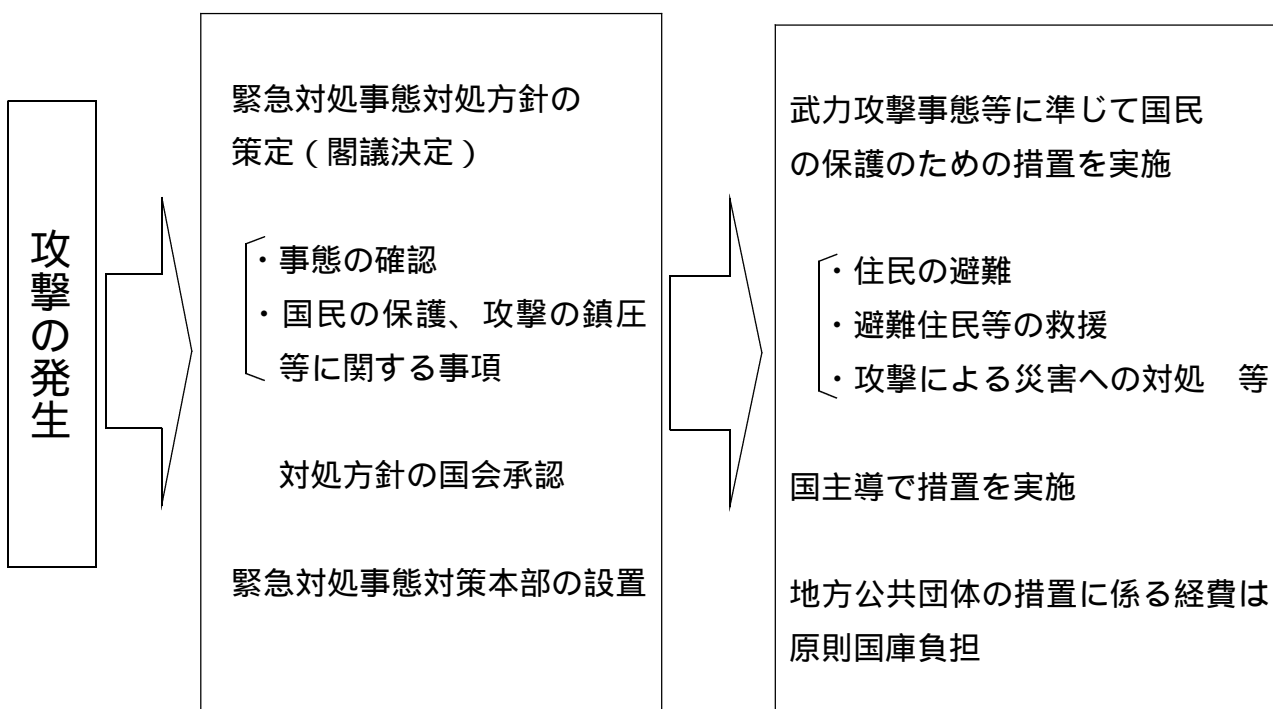 攻撃の発生
緊急対処事態対処方針の
策定（閣議決定）
・事態の確認
・国民の保護、攻撃の鎮圧
等に関する事項
対処方針の国会承認
緊急対処事態対策本部の設置
武力攻撃事態等に準じて国民
の保護のための措置を実施
・住民の避難
・避難住民等の救援
・攻撃による災害への対処　等
国主導で措置を実施
地方公共団体の措置に係る経費は
原則国庫負担